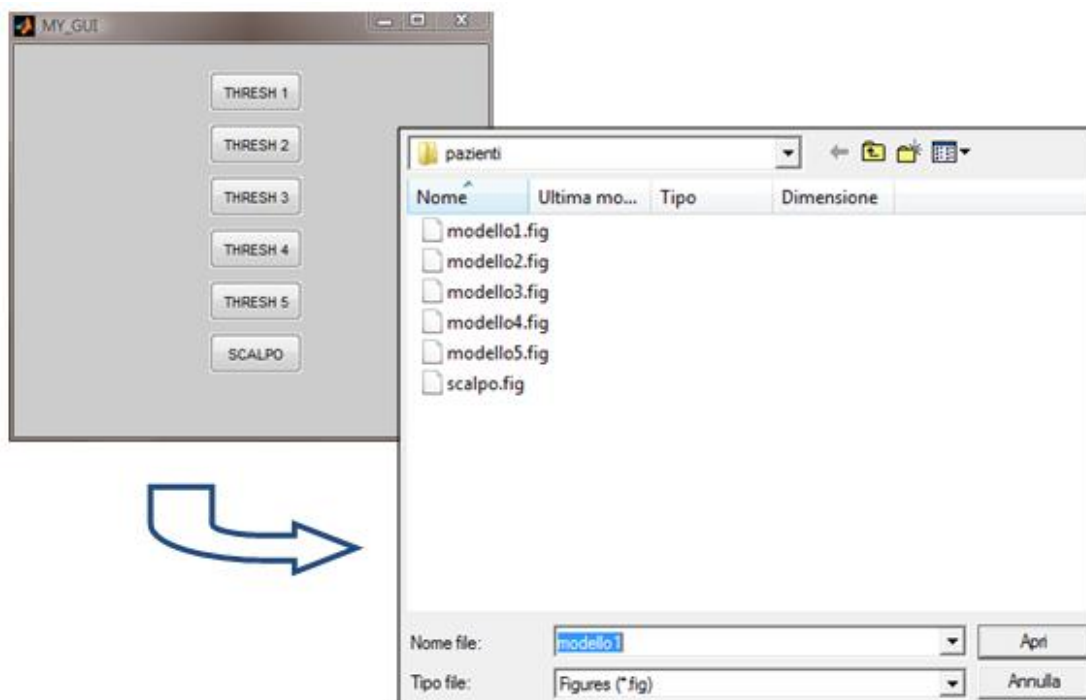 MY_GUI
THRESH 1
THRESH 2
THRESH 3
THRESH 4
THRESH 5
SCALPO
pazienti
Nome Ultima mo... Tipo Dimensione
modello1.fig
modello2.fig
modello3.fig
modello4.fig
modello5.fig
scalpo.fig
Nome file: modello1 Apri
Tipo file: Figures (*.fig) Annulla